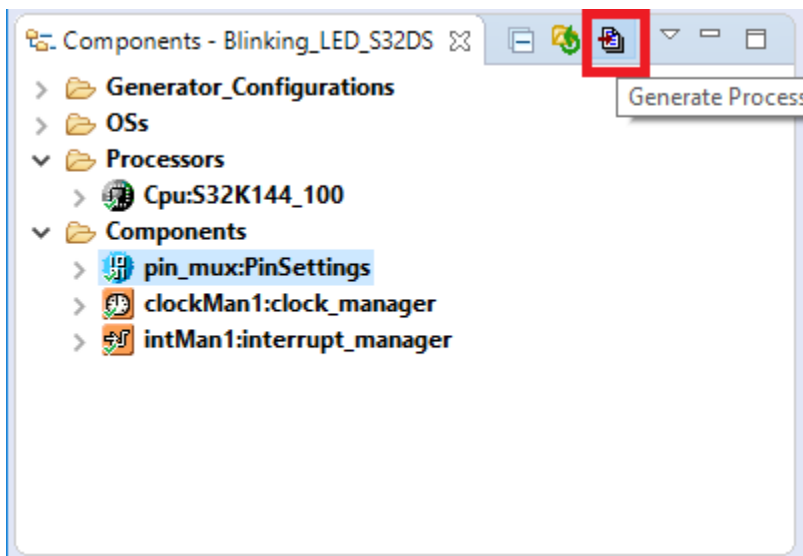 Components - Blinking_LED_S32DS
Generator_Configurations
Generate Process
OSs
Processors
Cpu:S32K144_100
Components
pin_mux:PinSettings
clockMan1:clock_manager
intMan1:interrupt_manager